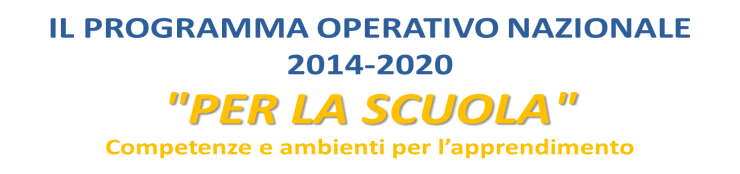 IL PROGRAMMA OPERATIVO NAZIONALE
2014-2020
"PER LA SCUOLA"
Competenze e ambienti per l’apprendimento